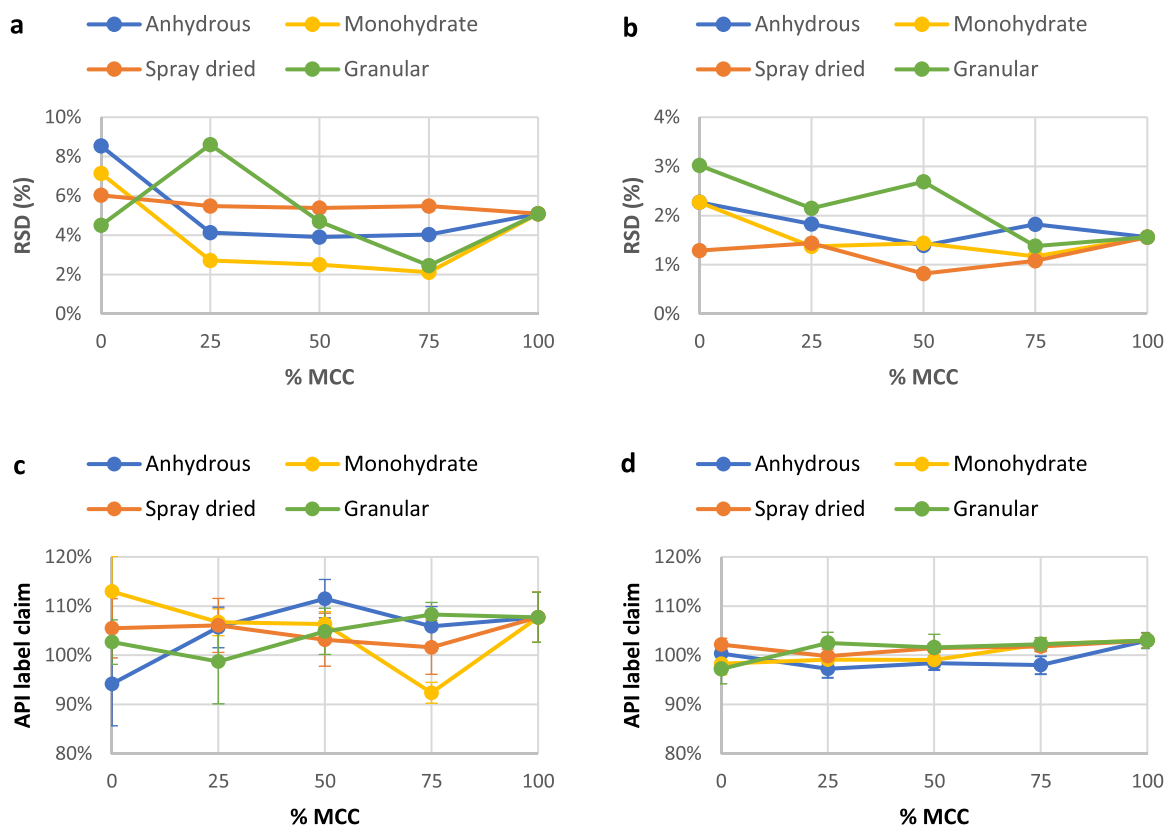 a
Anhydrous Monohydrate
Spray dried Granular
10%
8%
6%
4%
2%
0%
RSD (%)
0 25 50 75 100
% MCC
b
Anhydrous Monohydrate
Spray dried Granular
4%
3%
2%
1%
0%
RSD (%)
0 25 50 75 100
% MCC
c
Anhydrous Monohydrate
Spray dried Granular
120%
110%
100%
90%
80%
API label claim
0 25 50 75 100
% MCC
d
Anhydrous Monohydrate
Spray dried Granular
120%
110%
100%
90%
80%
API label claim
0 25 50 75 100
% MCC